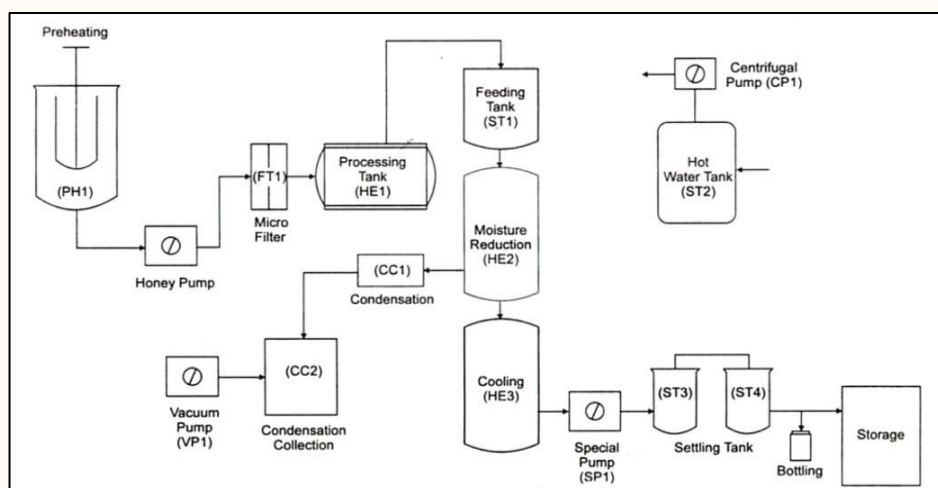 Preheating
(PH1)
Honey Pump
(FT1)
Micro
Filter
Processing
Tank
(HE1)
Feeding
Tank
(ST1)
Centrifugal
Pump (CP1)
Hot
Water Tank
(ST2)
Moisture
Reduction
(HE2)
(CC1)
Condensation
(CC2)
Vacuum
Pump
(VP1)
Condensation
Collection
Cooling
(HE3)
Special
Pump
(SP1)
(ST3)
(ST4)
Settling Tank
Bottling
Storage